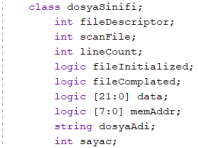 class dosyaSinifi;
int fileDescriptor;
int scanFile;
int lineCount;
logic fileInitialized;
logic fileComplated;
logic [21:0] data;
logic [7:0] memAddr;
string dosyaAdi;
int sayac;